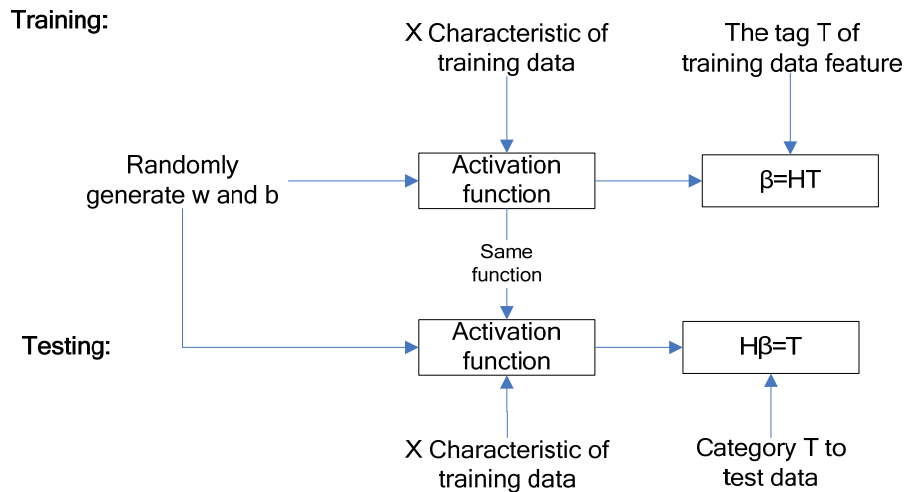 Training:
X Characteristic of
training data
The tag T of
training data feature
Randomly
generate w and b
Activation
function
β=HT
Same
function
Testing:
Activation
function
Hβ=T
X Characteristic of
training data
Category T to
test data